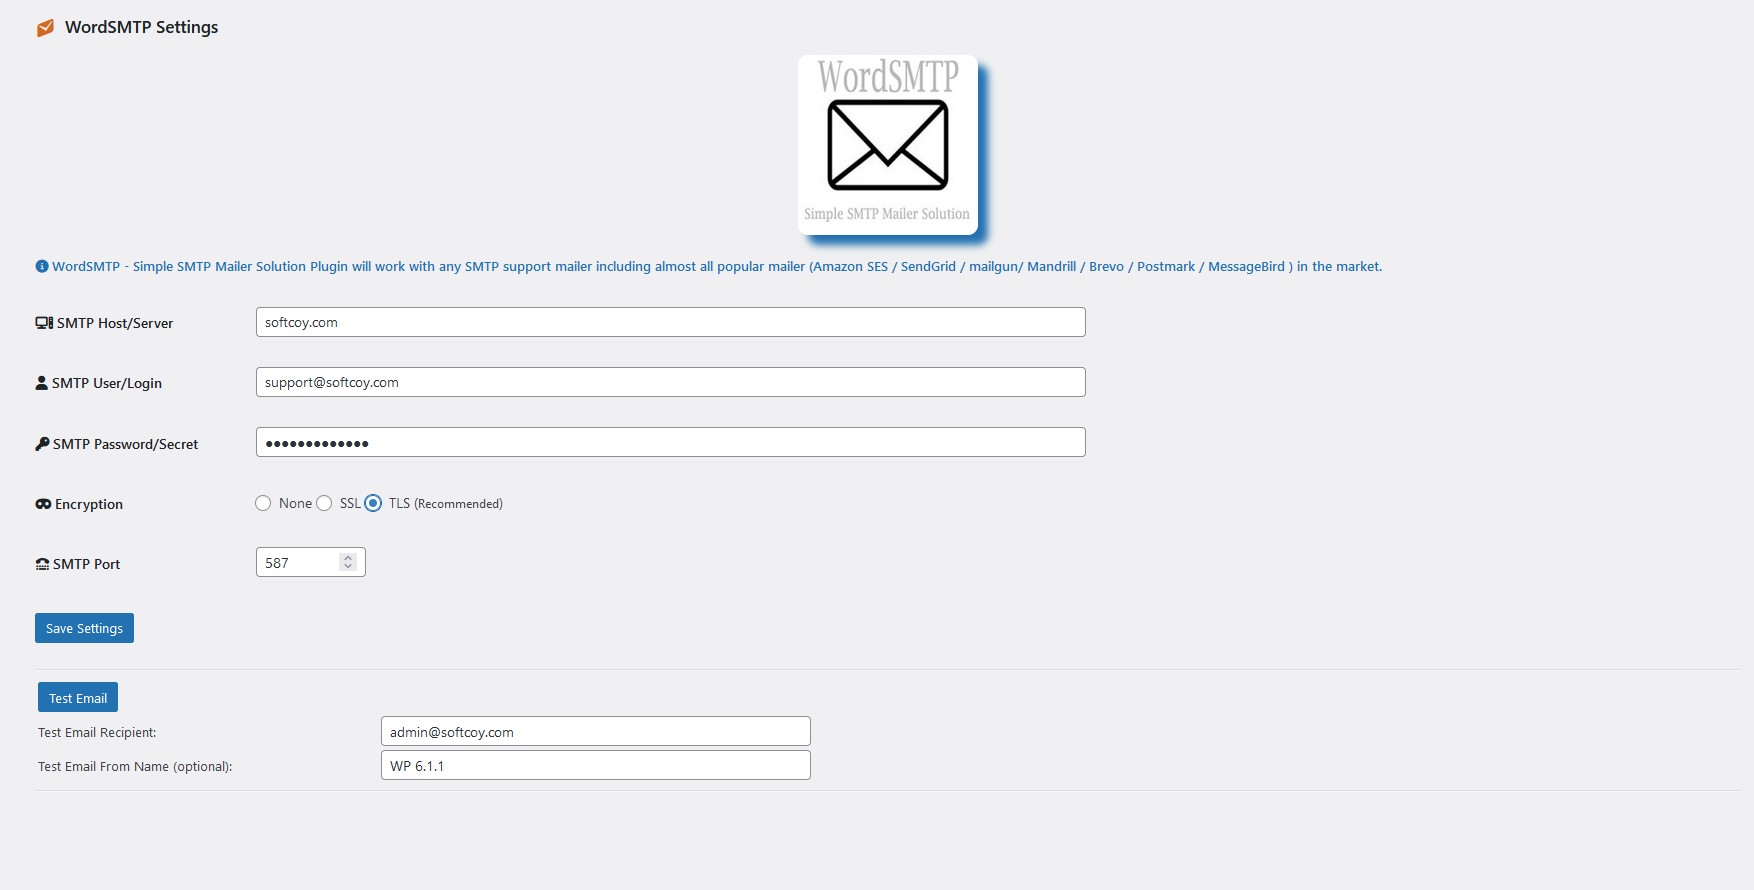 WordSMTP Settings
WordSMTP
Simple SMTP Mailer Solution
WordSMTP - Simple SMTP Mailer Solution Plugin will work with any SMTP support mailer including almost all popular mailer (Amazon SES / SendGrid / mailgun/ Mandrill / Brevo / Postmark / MessageBird ) in the market.
SMTP Host/Server softcoy.com
SMTP User/Login support@softcoy.com
SMTP Password/Secret •••••••••••••
Encryption None SSL TLS (Recommended)
SMTP Port 587
Save Settings
Test Email
Test Email Recipient: admin@softcoy.com
Test Email From Name (optional): WP 6.1.1